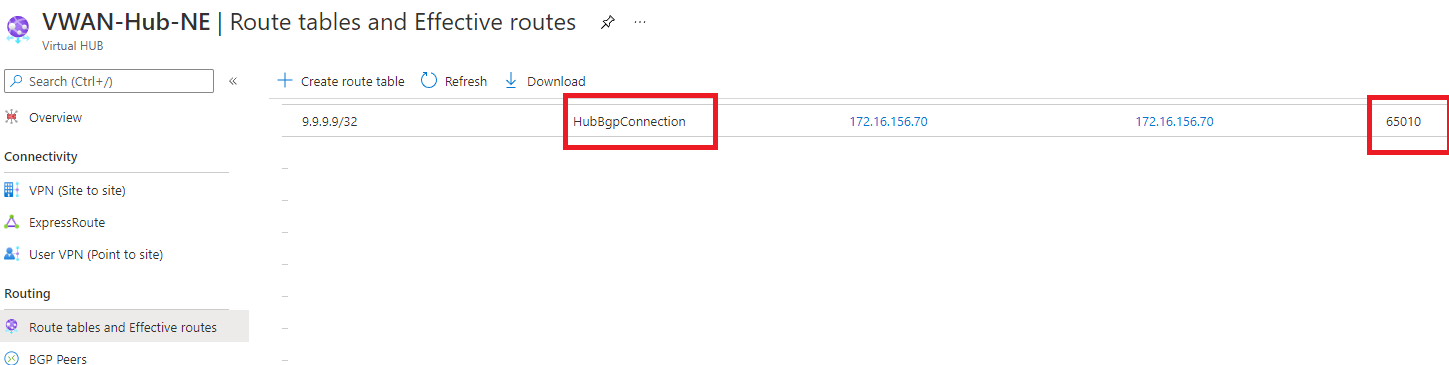 VWAN-Hub-NE | Route tables and Effective routes
Virtual HUB
Search (Ctrl+/)
Create route table Refresh Download
Overview
9.9.9.9/32 HubBgpConnection 172.16.156.70 172.16.156.70 65010
Connectivity
VPN (Site to site)
ExpressRoute
User VPN (Point to site)
Routing
Route tables and Effective routes
BGP Peers